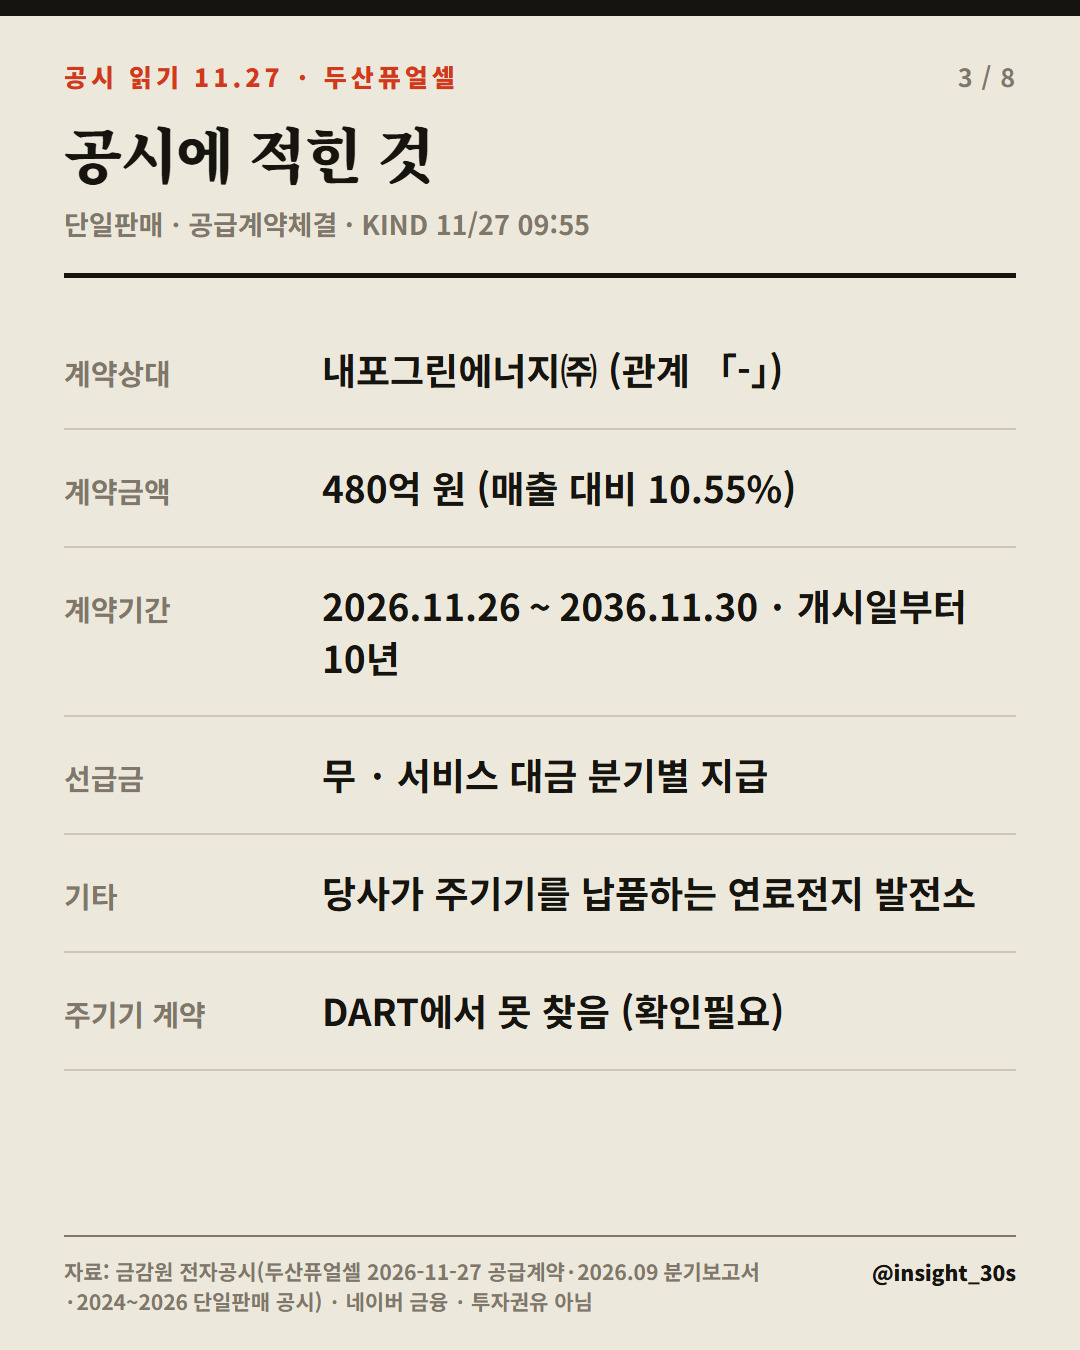 공시 읽기 11.27 · 두산퓨얼셀
3 / 8
공시에 적힌 것
단일판매 · 공급계약체결 · KIND 11/27 09:55
계약상대
내포그린에너지㈜ (관계 「-」)
계약금액
480억 원 (매출 대비 10.55%)
계약기간
2026.11.26 ~ 2036.11.30 · 개시일부터
10년
선급금
무 · 서비스 대금 분기별 지급
기타
당사가 주기기를 납품하는 연료전지 발전소
주기기 계약
DART에서 못 찾음 (확인필요)
자료: 금감원 전자공시(두산퓨얼셀 2026-11-27 공급계약·2026.09 분기보고서
·2024~2026 단일판매 공시) · 네이버 금융 · 투자권유 아님
@insight_30s